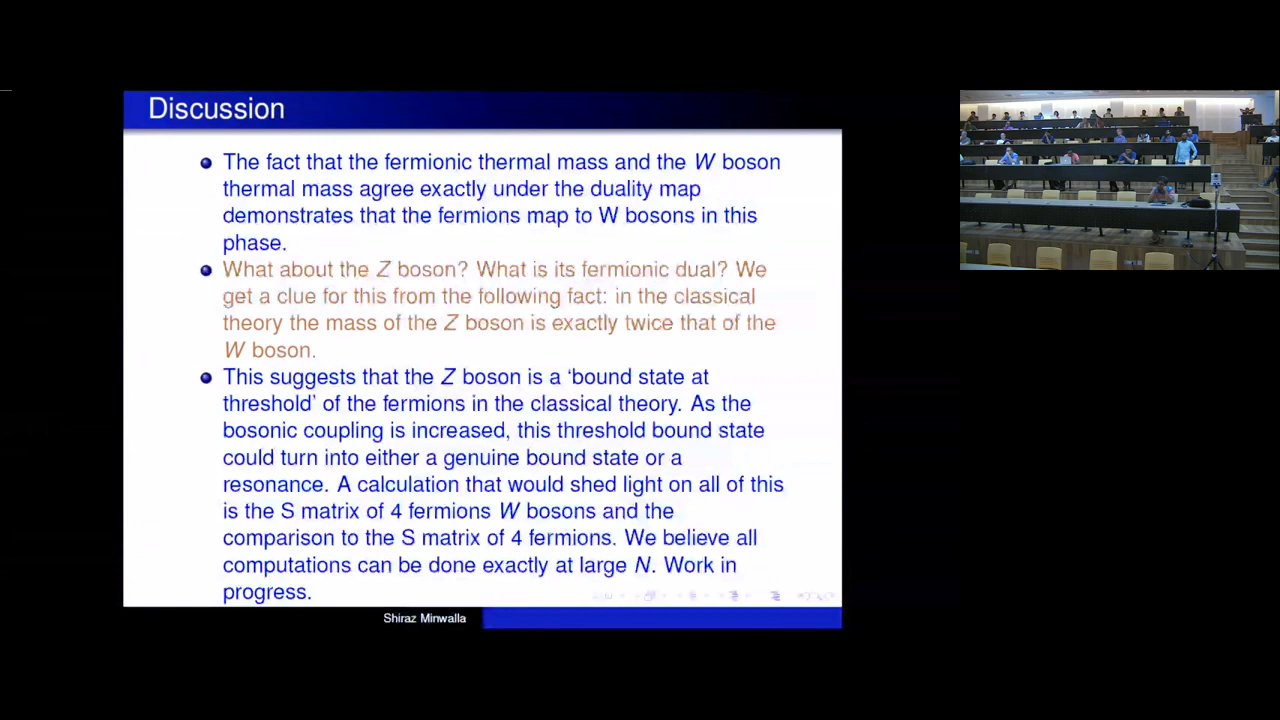 Discussion
The fact that the fermionic thermal mass and the W boson
thermal mass agree exactly under the duality map
demonstrates that the fermions map to W bosons in this
phase.
What about the Z boson? What is its fermionic dual? We
get a clue for this from the following fact: in the classical
theory the mass of the Z boson is exactly twice that of the
W boson.
This suggests that the Z boson is a ‘bound state at
threshold’ of the fermions in the classical theory. As the
bosonic coupling is increased, this threshold bound state
could turn into either a genuine bound state or a
resonance. A calculation that would shed light on all of this
is the S matrix of 4 fermions W bosons and the
comparison to the S matrix of 4 fermions. We believe all
computations can be done exactly at large N. Work in
progress.
Shiraz Minwalla